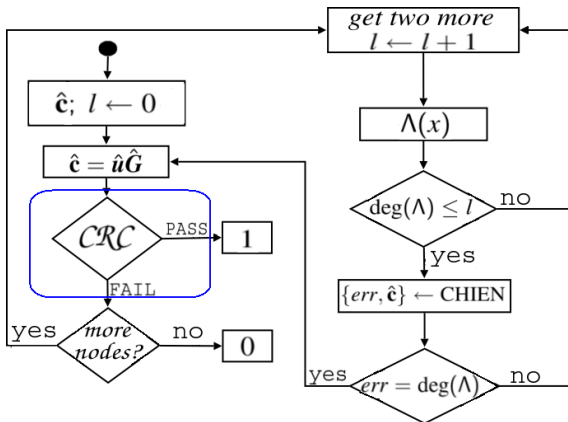 get two more
l ← l + 1
ĉ; l ← 0
Λ(x)
ĉ = ûĜ
deg(Λ) ≤ l
no
CRC
PASS
1
yes
FAIL
{err, ĉ} ← CHIEN
yes
more
nodes?
no
0
yes
err = deg(Λ)
no